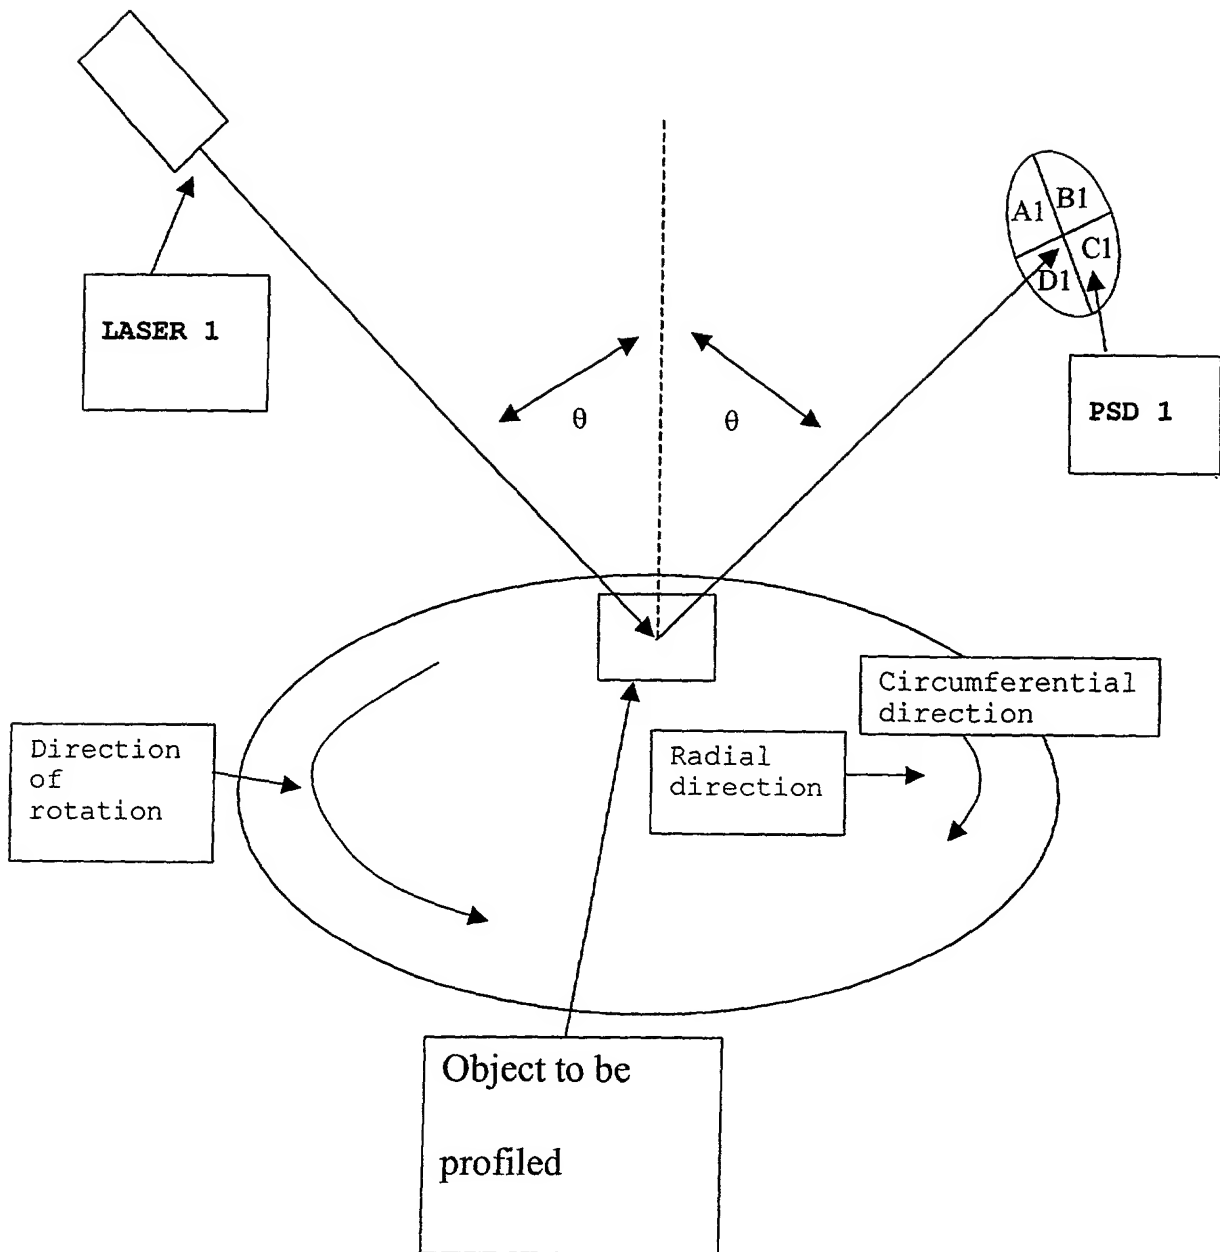 A1
B1
C1
D1
LASER 1
θ
θ
PSD 1
Circumferential
direction
Direction
of
rotation
Radial
direction
Object to be
profiled